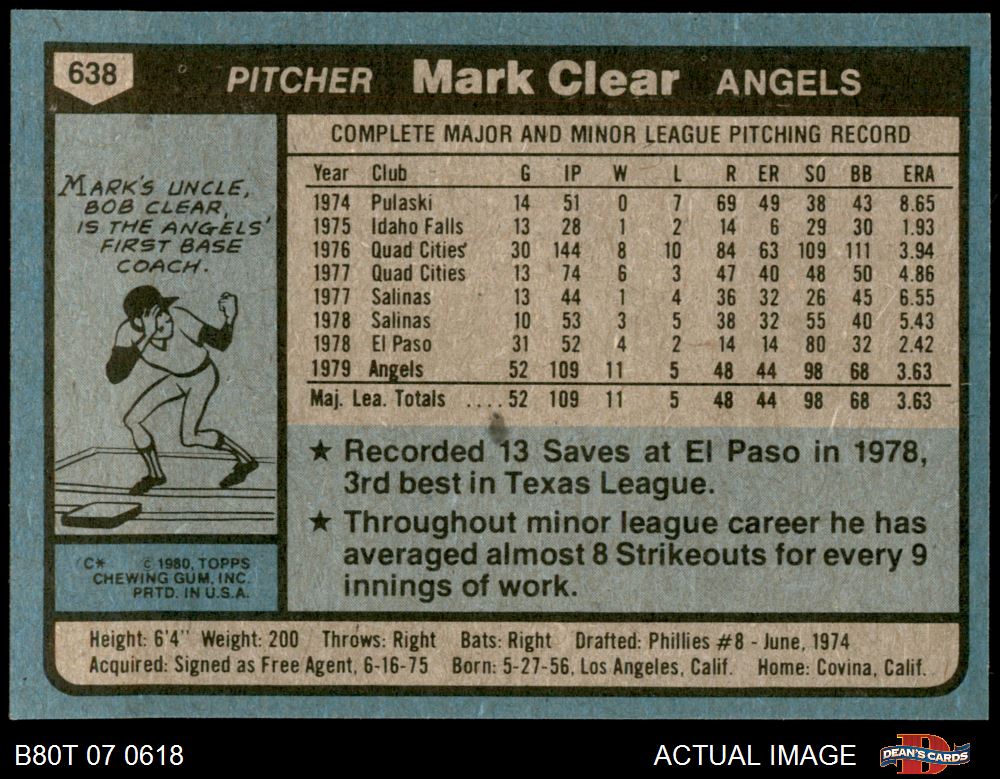 638 PITCHER Mark Clear ANGELS
MARK'S UNCLE,
BOB CLEAR,
IS THE ANGELS'
FIRST BASE
COACH.
COMPLETE MAJOR AND MINOR LEAGUE PITCHING RECORD
Year Club G IP W L R ER SO BB ERA
1974 Pulaski 14 51 0 7 69 49 38 43 8.65
1975 Idaho Falls 13 28 1 2 14 6 29 30 1.93
1976 Quad Cities 30 144 8 10 84 63 109 111 3.94
1977 Quad Cities 13 74 6 3 47 40 48 50 4.86
1977 Salinas 13 44 1 4 36 32 26 45 6.55
1978 Salinas 10 53 3 5 38 32 55 40 5.43
1978 El Paso 31 52 4 2 14 14 80 32 2.42
1979 Angels 52 109 11 5 48 44 98 68 3.63
Maj. Lea. Totals ....52 109 11 5 48 44 98 68 3.63
★ Recorded 13 Saves at El Paso in 1978,
3rd best in Texas League.
★ Throughout minor league career he has
averaged almost 8 Strikeouts for every 9
innings of work.
C* © 1980, TOPPS
CHEWING GUM, INC.
PRTD. IN U.S.A.
Height: 6'4" Weight: 200 Throws: Right Bats: Right Drafted: Phillies #8 - June, 1974
Acquired: Signed as Free Agent, 6-16-75 Born: 5-27-56, Los Angeles, Calif. Home: Covina, Calif.
B80T 07 0618 ACTUAL IMAGE DEAN'S CARDS